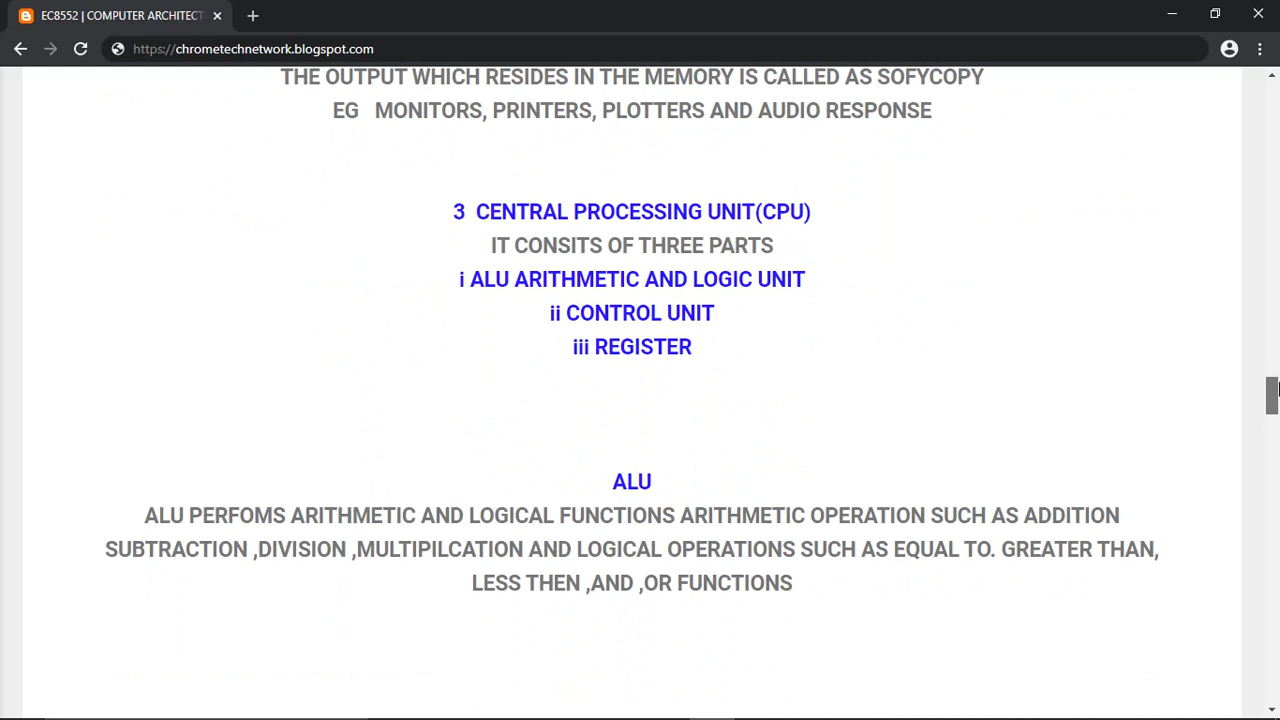 EC8552 | COMPUTER ARCHITECT
https://chrometechnetwork.blogspot.com
THE OUTPUT WHICH RESIDES IN THE MEMORY IS CALLED AS SOFYCOPY
EG   MONITORS, PRINTERS, PLOTTERS AND AUDIO RESPONSE
3  CENTRAL PROCESSING UNIT(CPU)
IT CONSITS OF THREE PARTS
i ALU ARITHMETIC AND LOGIC UNIT
ii CONTROL UNIT
iii REGISTER
ALU
ALU PERFOMS ARITHMETIC AND LOGICAL FUNCTIONS ARITHMETIC OPERATION SUCH AS ADDITION
SUBTRACTION ,DIVISION ,MULTIPILCATION AND LOGICAL OPERATIONS SUCH AS EQUAL TO. GREATER THAN,
LESS THEN ,AND ,OR FUNCTIONS